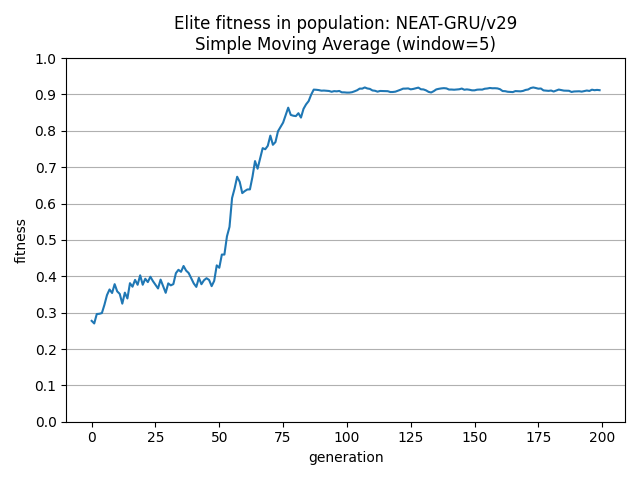 Elite fitness in population: NEAT-GRU/v29
Simple Moving Average (window=5)
1.0
0.9
0.8
0.7
0.6
0.5
0.4
0.3
0.2
0.1
0.0
fitness
0 25 50 75 100 125 150 175 200
generation